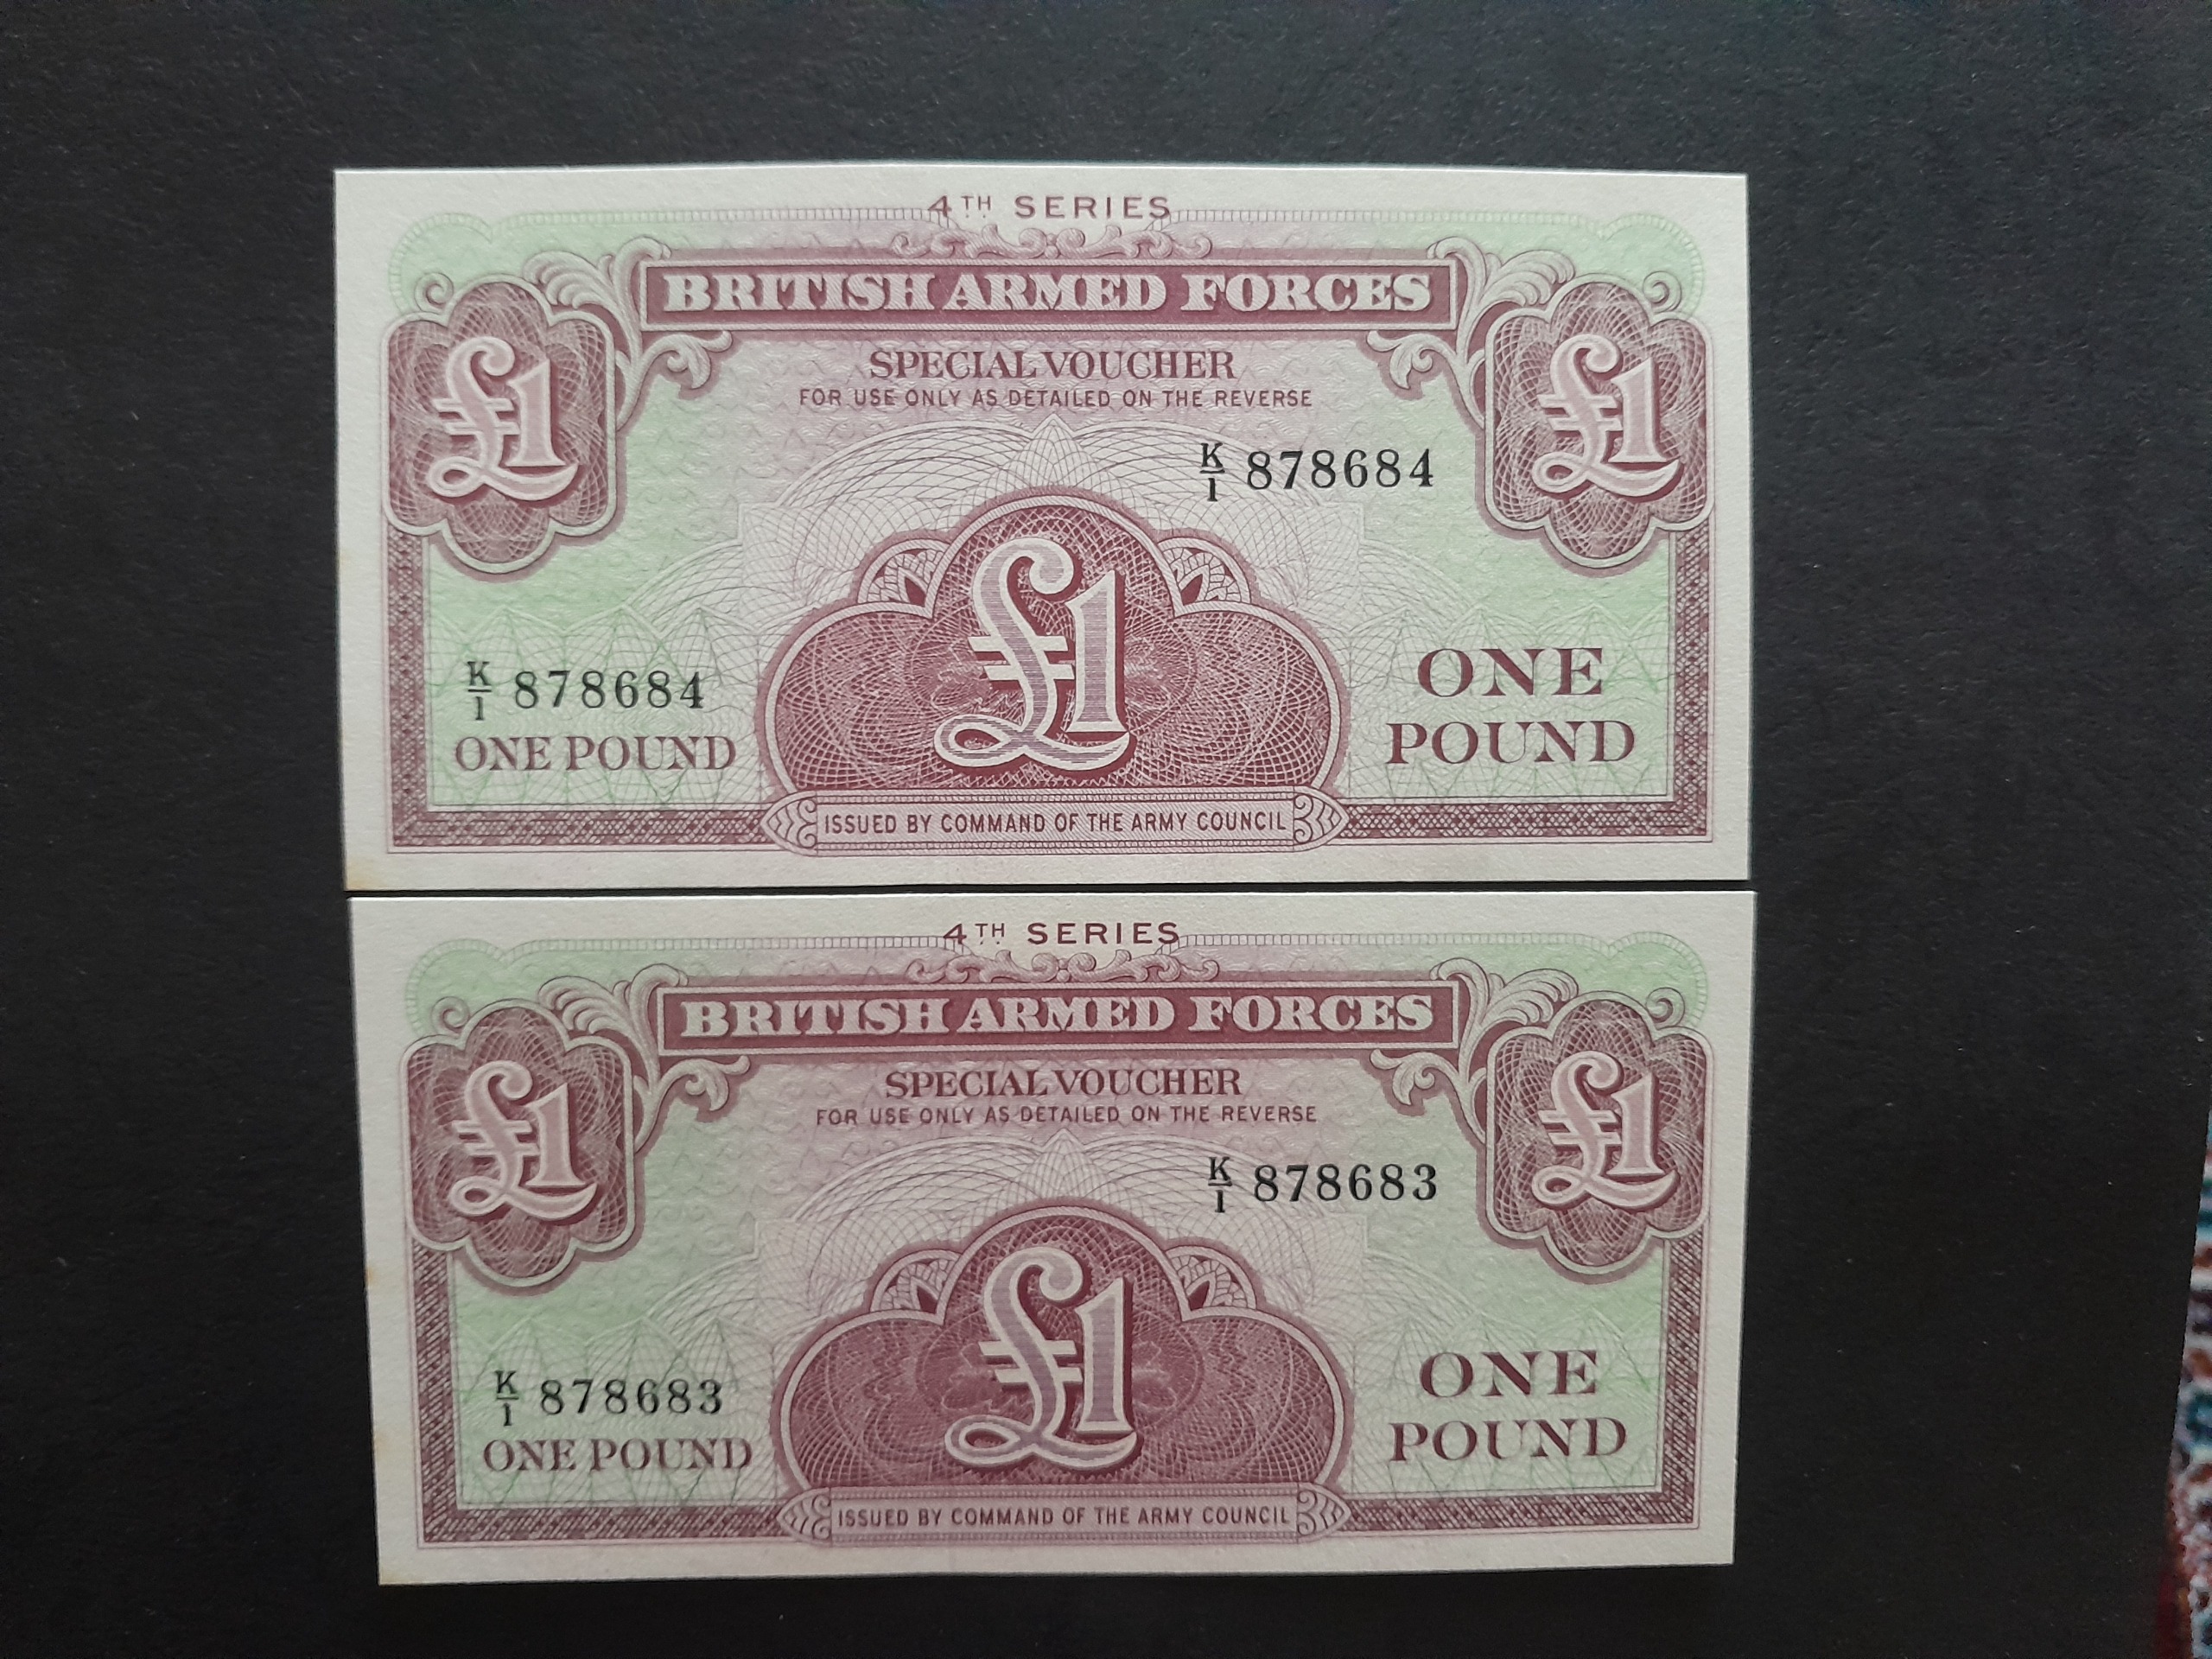 4TH SERIES
BRITISH ARMED FORCES
£1
£1
SPECIAL VOUCHER
FOR USE ONLY AS DETAILED ON THE REVERSE
K/1 878684
£1
K/1 878684
ONE POUND
ONE
POUND
ISSUED BY COMMAND OF THE ARMY COUNCIL
4TH SERIES
BRITISH ARMED FORCES
£1
£1
SPECIAL VOUCHER
FOR USE ONLY AS DETAILED ON THE REVERSE
K/1 878683
£1
K/1 878683
ONE POUND
ONE
POUND
ISSUED BY COMMAND OF THE ARMY COUNCIL